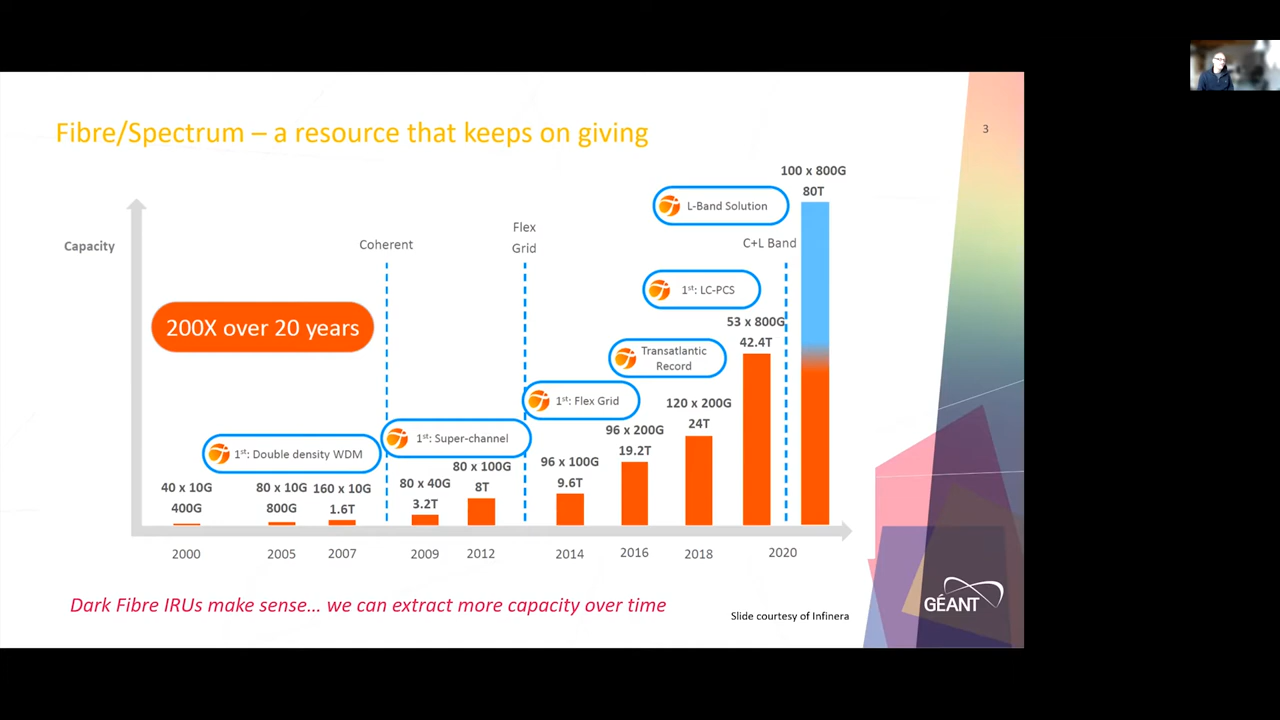 Fibre/Spectrum – a resource that keeps on giving
3
100 x 800G
80T
L-Band Solution
Flex
Grid
Coherent
C+L Band
Capacity
1st: LC-PCS
200X over 20 years
53 x 800G
42.4T
Transatlantic
Record
1st: Flex Grid
120 x 200G
24T
96 x 200G
19.2T
1st: Super-channel
1st: Double density WDM
80 x 100G
8T
96 x 100G
9.6T
40 x 10G
400G
80 x 10G
800G
160 x 10G
1.6T
80 x 40G
3.2T
2000
2005
2007
2009
2012
2014
2016
2018
2020
Dark Fibre IRUs make sense... we can extract more capacity over time
Slide courtesy of Infinera
GÉANT